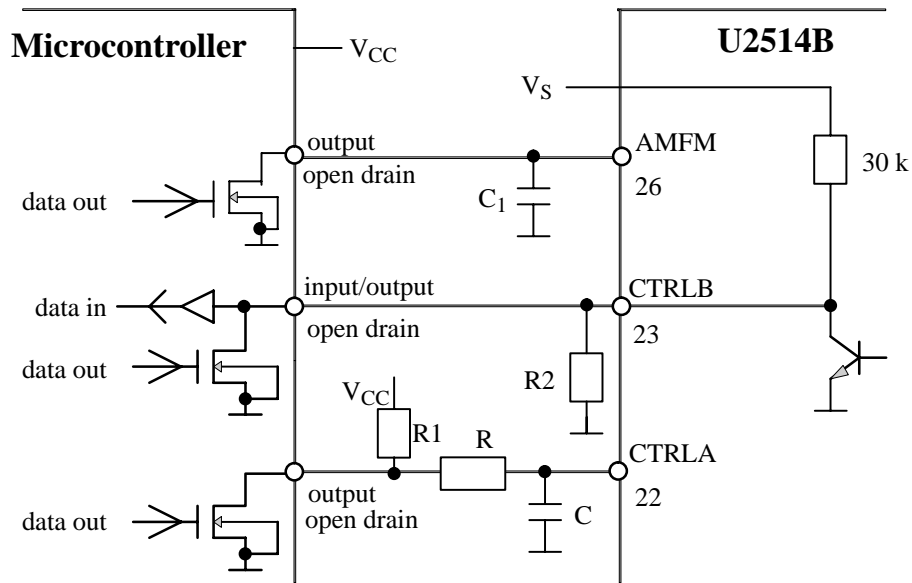 Microcontroller
V_CC
U2514B
V_S
output
open drain
AMFM
26
30 k
data out
C_1
data in
input/output
open drain
CTRLB
23
data out
R2
V_CC
R1
R
CTRLA
22
output
open drain
C
data out